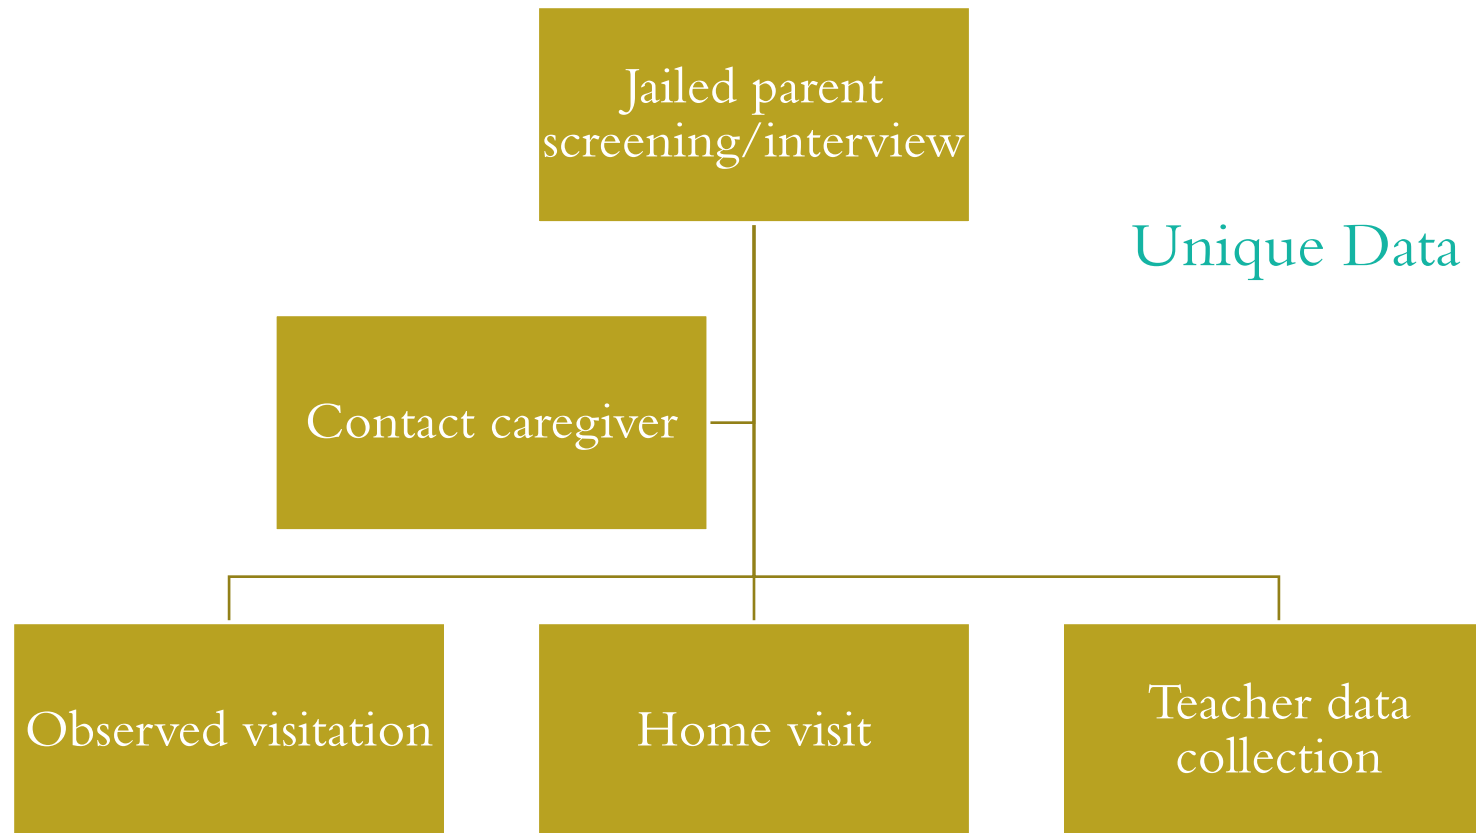 Jailed parent
screening/interview
Unique Data
Contact caregiver
Observed visitation
Home visit
Teacher data
collection